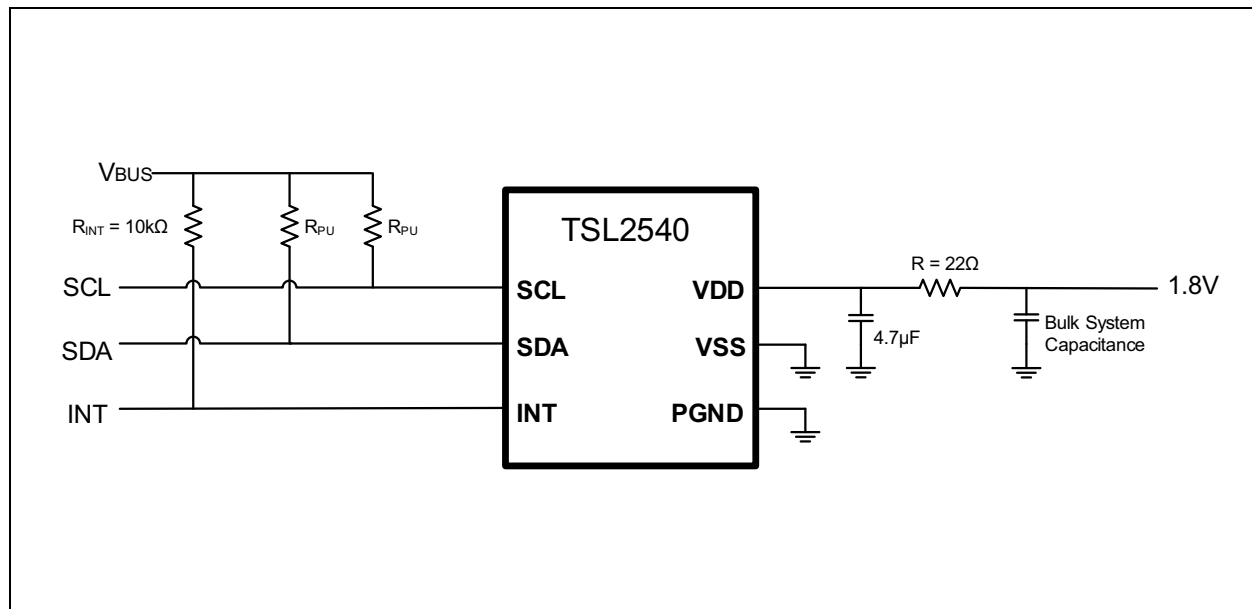 VBUS
RINT = 10kΩ
RPU
RPU
TSL2540
R = 22Ω
SCL
SCL
VDD
1.8V
4.7µF
Bulk System
Capacitance
SDA
SDA
VSS
INT
INT
PGND